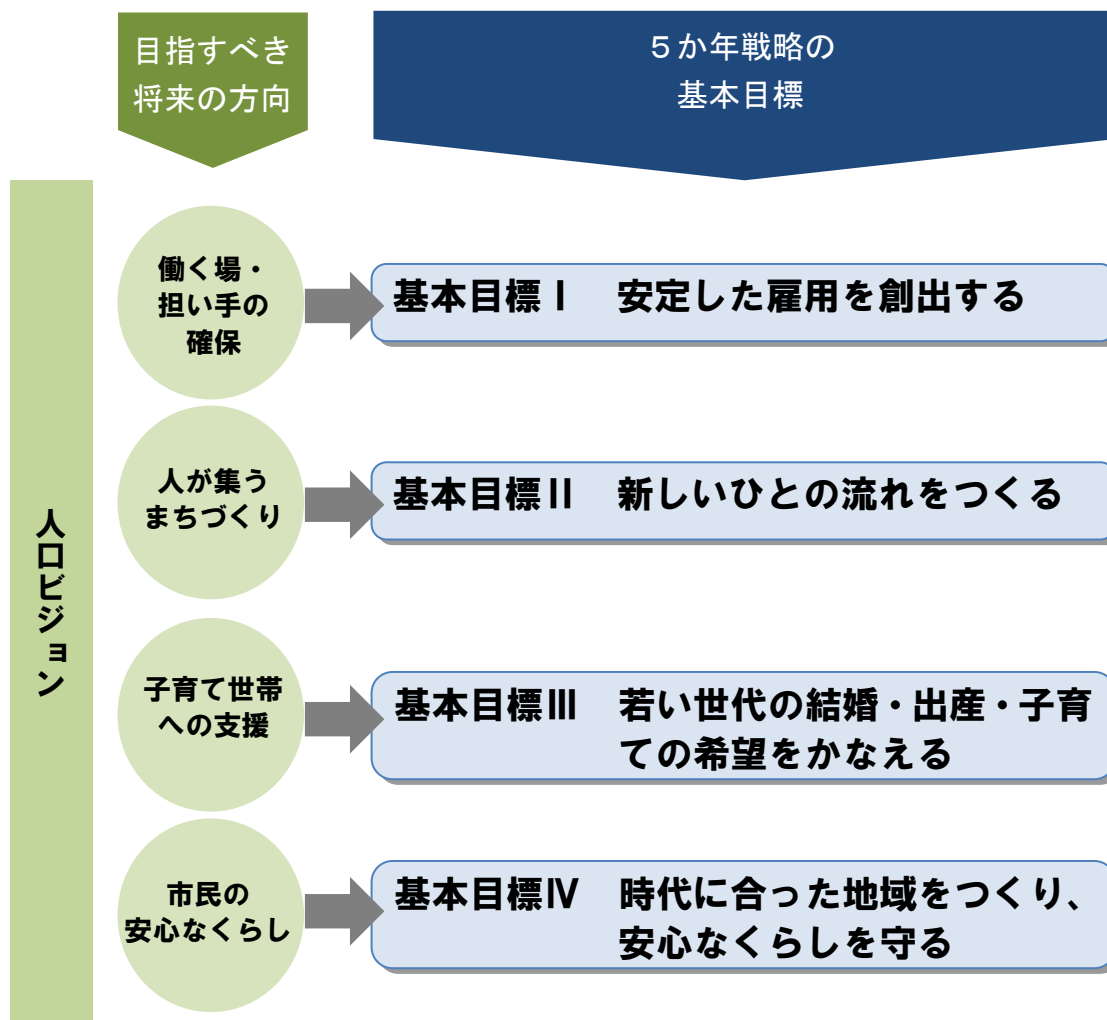 目指すべき
将来の方向
５か年戦略の
基本目標
人口ビジョン
働く場・
担い手の
確保
基本目標Ⅰ　安定した雇用を創出する
人が集う
まちづくり
基本目標Ⅱ　新しいひとの流れをつくる
子育て世帯
への支援
基本目標Ⅲ　若い世代の結婚・出産・子育
ての希望をかなえる
市民の
安心なくらし
基本目標Ⅳ　時代に合った地域をつくり、
安心なくらしを守る